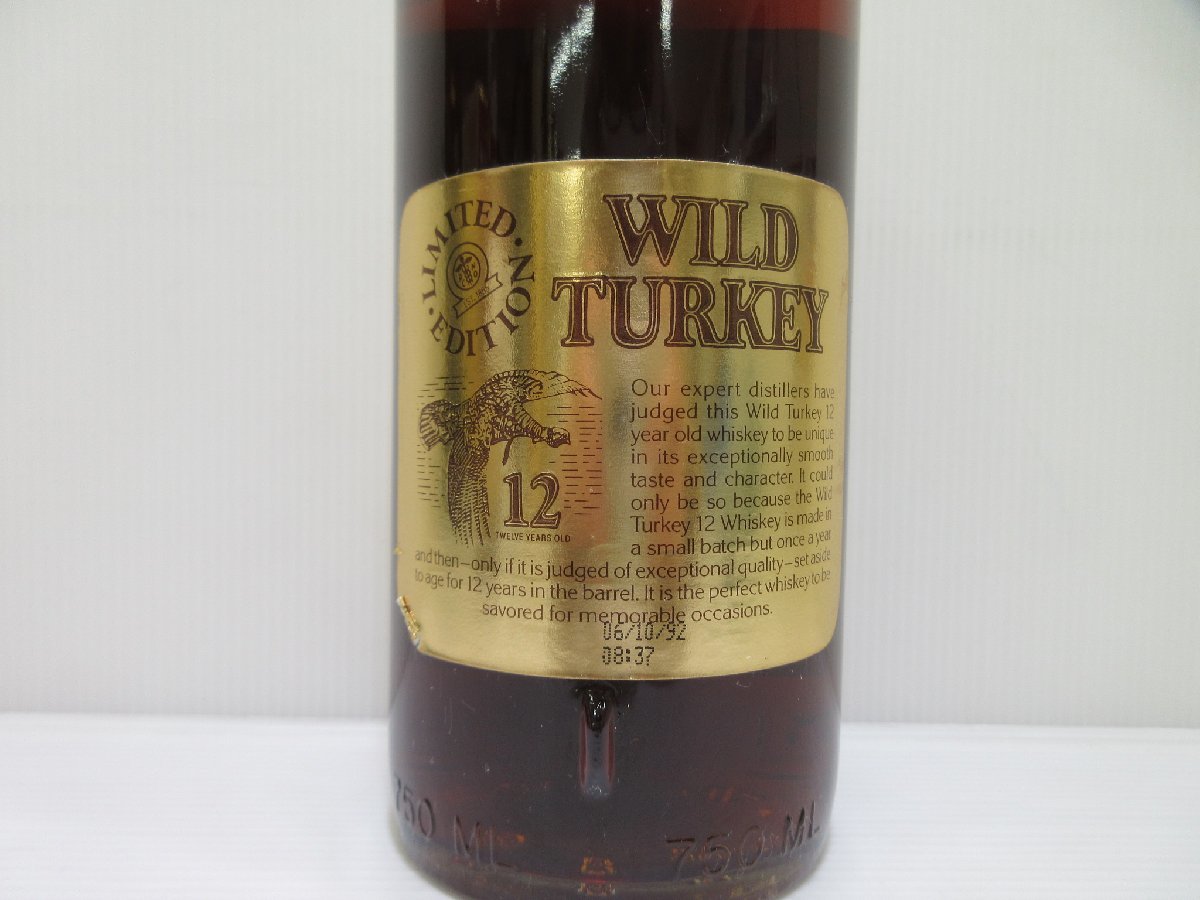 LIMITED · EDITION ·
WILD
TURKEY
Our expert distillers have
judged this Wild Turkey 12
year old whiskey to be unique
in its exceptionally smooth
taste and character. It could
only be so because the Wild
Turkey 12 Whiskey is made in
a small batch but once a year
12
TWELVE YEARS OLD
and then–only if it is judged of exceptional quality–set aside
to age for 12 years in the barrel. It is the perfect whiskey to be
savored for memorable occasions.
06/10/92
08:37
750 ML
750 ML